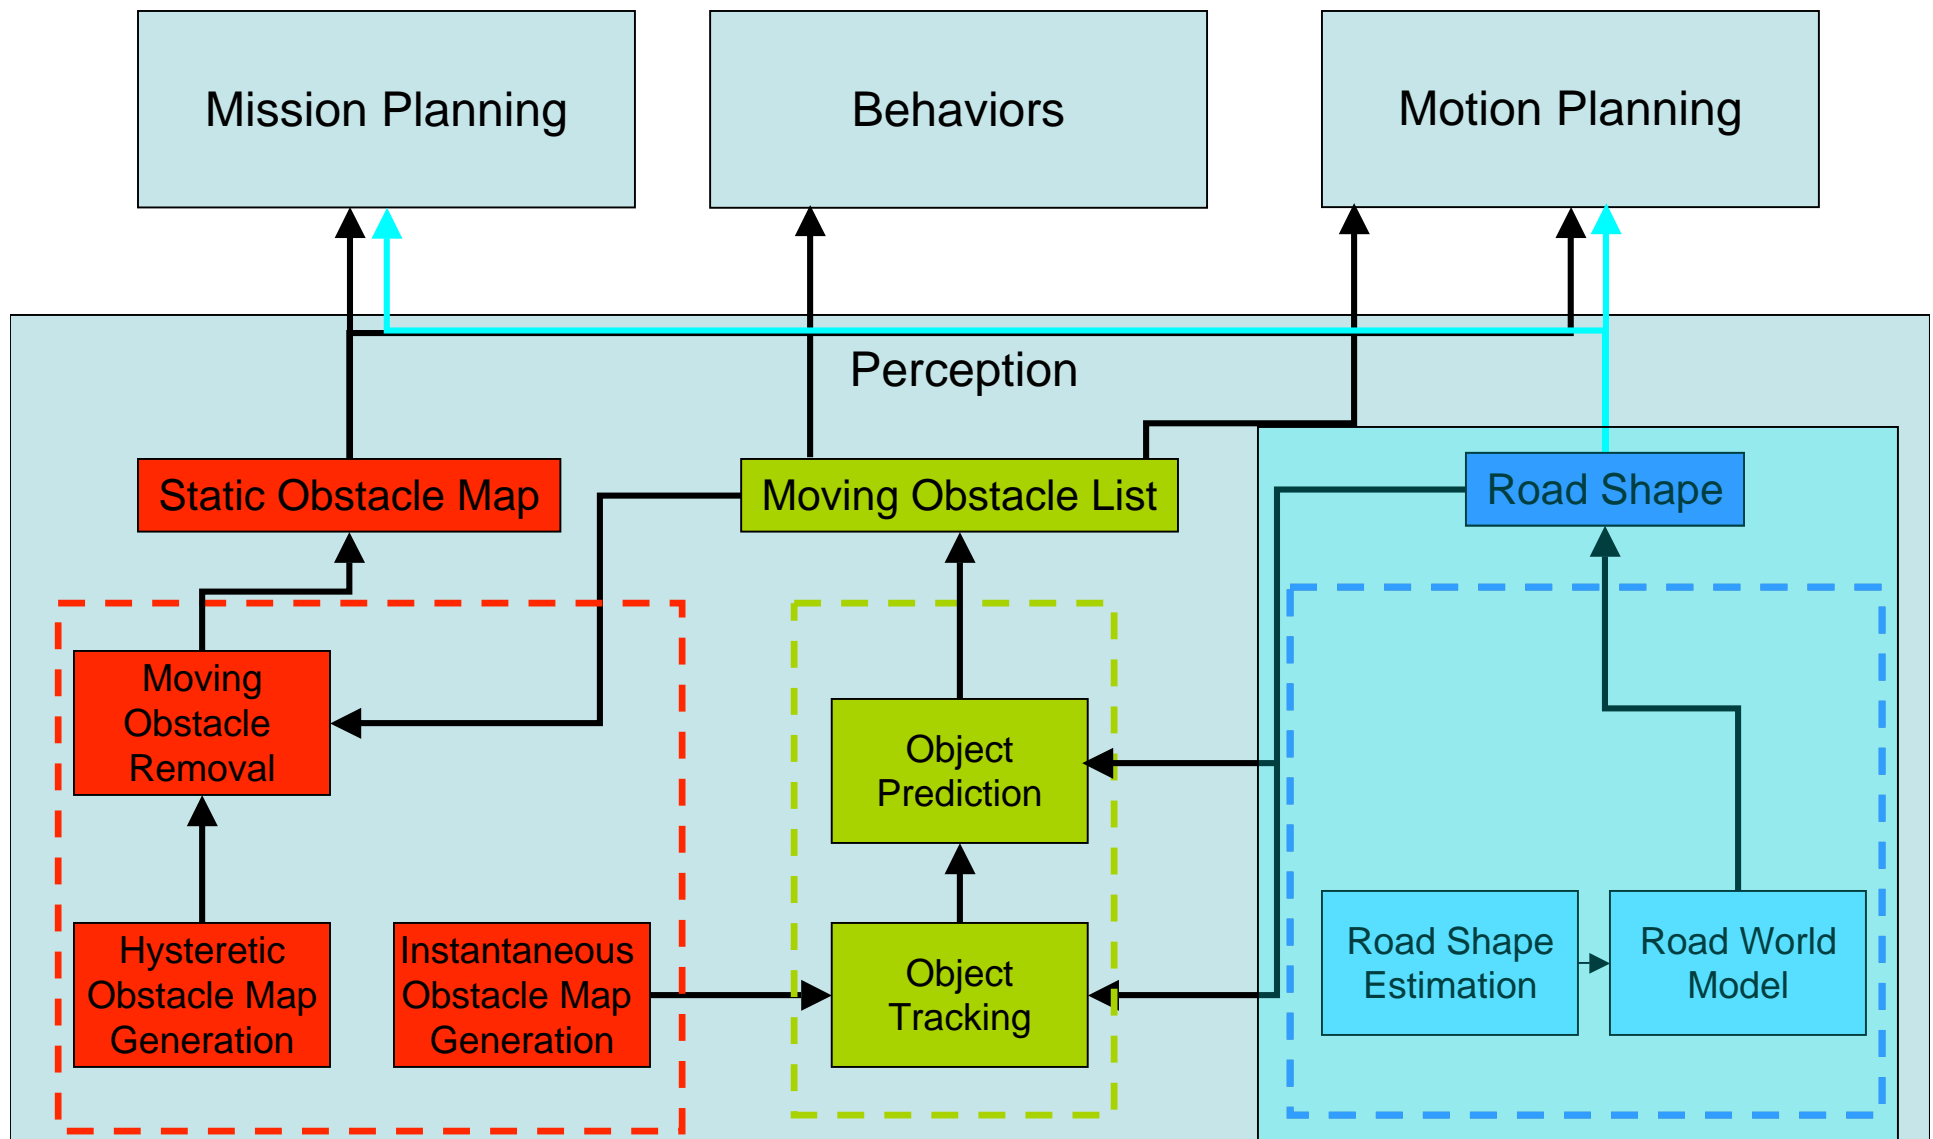 Mission Planning
Behaviors
Motion Planning
Perception
Static Obstacle Map
Moving Obstacle List
Road Shape
Moving
Obstacle
Removal
Object
Prediction
Hysteretic
Obstacle Map
Generation
Instantaneous
Obstacle Map
Generation
Object
Tracking
Road Shape
Estimation
Road World
Model